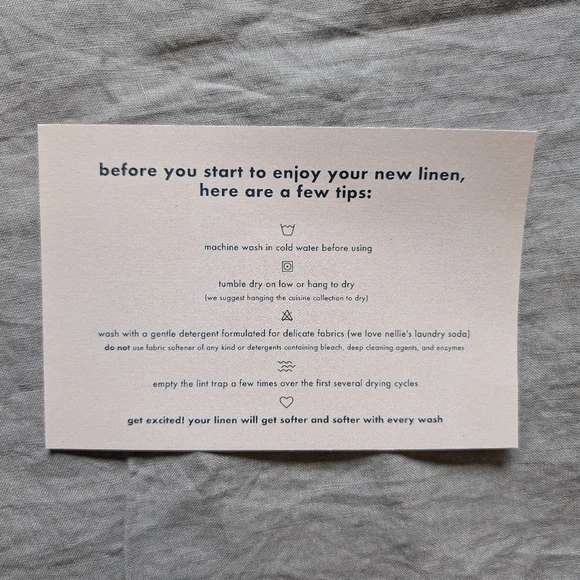 before you start to enjoy your new linen,
here are a few tips:
machine wash in cold water before using
tumble dry on low or hang to dry
(we suggest hanging the cuisine collection to dry)
wash with a gentle detergent formulated for delicate fabrics (we love nellie's laundry soda)
do not use fabric softener of any kind or detergents containing bleach, deep cleaning agents, and enzymes
empty the lint trap a few times over the first several drying cycles
get excited! your linen will get softer and softer with every wash